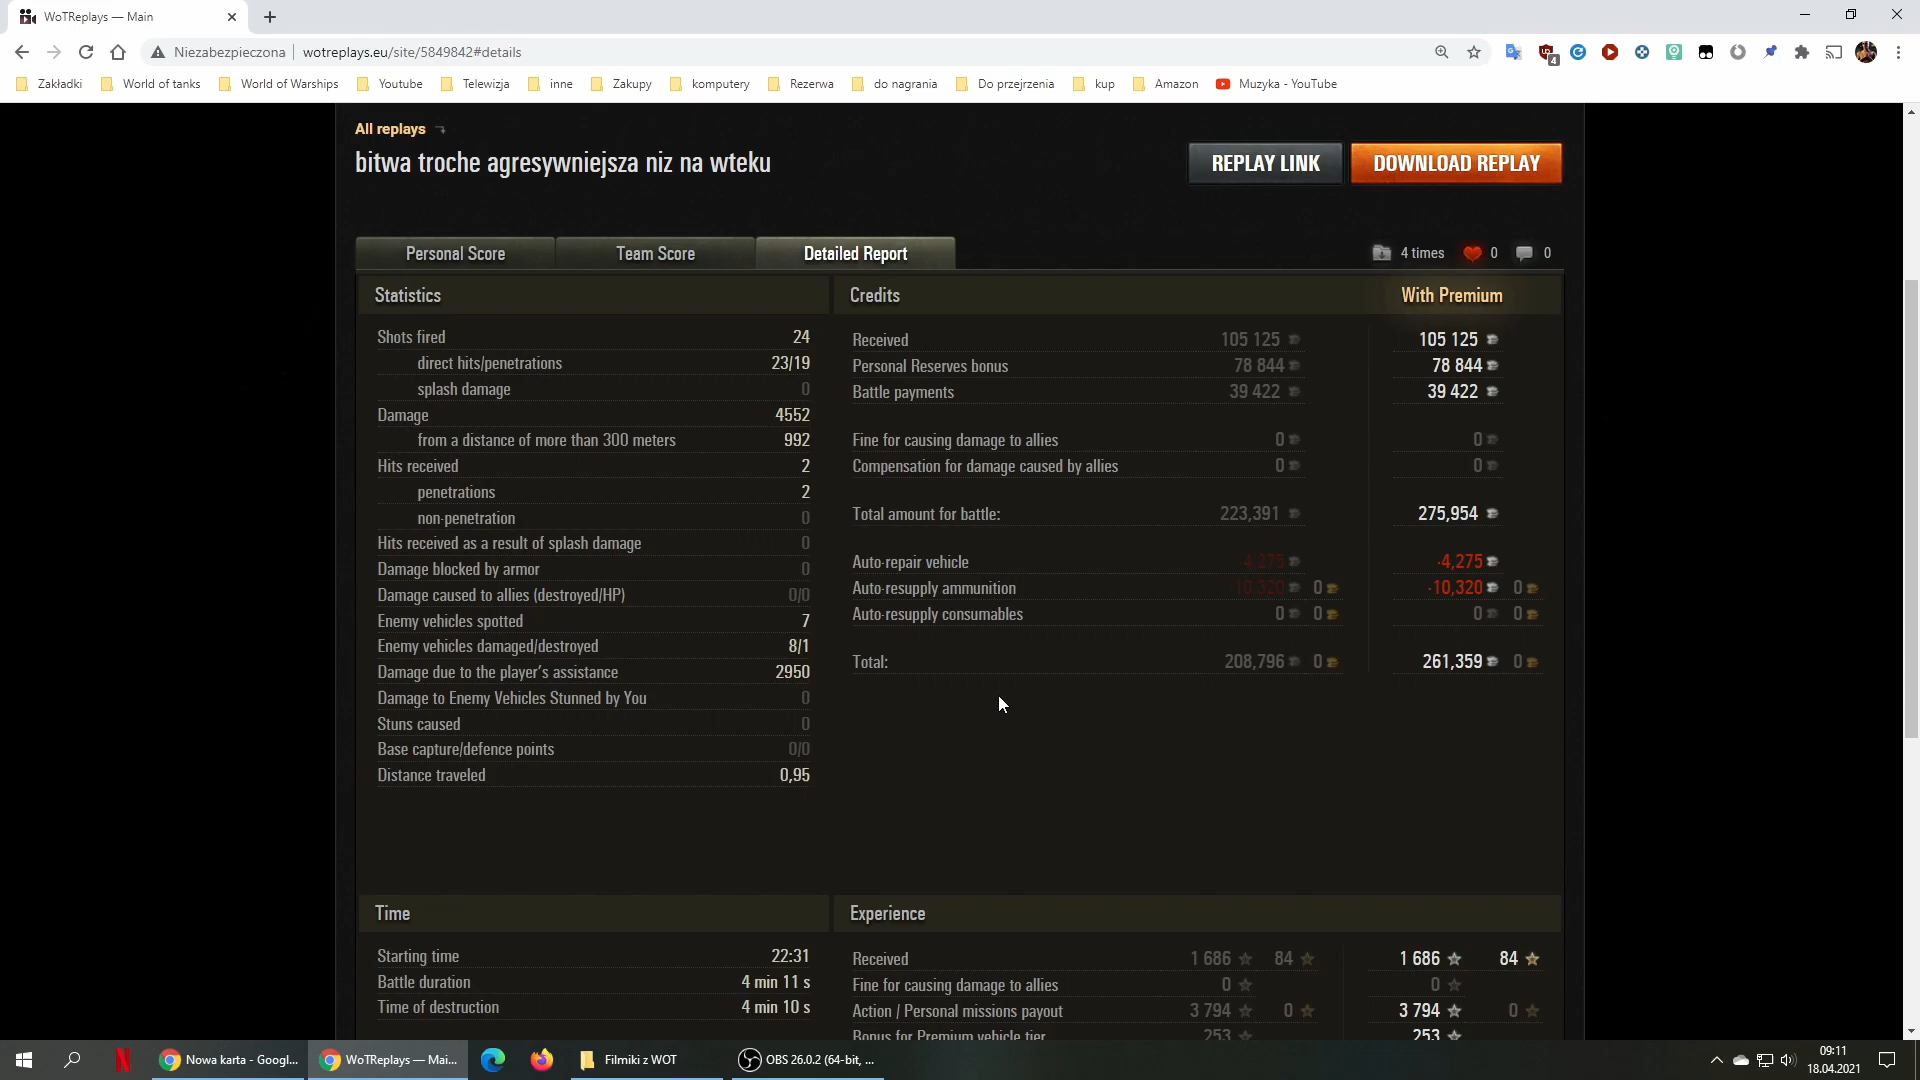 WoTReplays — Main
Niezabezpieczona | wotreplays.eu/site/5849842#details
4
Zakładki World of tanks World of Warships Youtube Telewizja inne Zakupy komputery Rezerwa do nagrania Do przejrzenia kup Amazon Muzyka - YouTube
All replays
bitwa troche agresywniejsza niz na wteku
REPLAY LINK DOWNLOAD REPLAY
Personal Score Team Score Detailed Report 4 times 0 0
Statistics
Shots fired 24
direct hits/penetrations 23/19
splash damage 0
Damage 4552
from a distance of more than 300 meters 992
Hits received 2
penetrations 2
non-penetration 0
Hits received as a result of splash damage 0
Damage blocked by armor 0
Damage caused to allies (destroyed/HP) 0/0
Enemy vehicles spotted 7
Enemy vehicles damaged/destroyed 8/1
Damage due to the player's assistance 2950
Damage to Enemy Vehicles Stunned by You 0
Stuns caused 0
Base capture/defence points 0/0
Distance traveled 0,95
Credits With Premium
Received 105 125 105 125
Personal Reserves bonus 78 844 78 844
Battle payments 39 422 39 422
Fine for causing damage to allies 0 0
Compensation for damage caused by allies 0 0
Total amount for battle: 223,391 275,954
Auto-repair vehicle -4,275 -4,275
Auto-resupply ammunition -10,320 0 -10,320 0
Auto-resupply consumables 0 0 0 0
Total: 208,796 0 261,359 0
Time
Starting time 22:31
Battle duration 4 min 11 s
Time of destruction 4 min 10 s
Experience
Received 1 686 84 1 686 84
Fine for causing damage to allies 0 0
Action / Personal missions payout 3 794 0 3 794 0
Bonus for Premium vehicle tier 253 253
Nowa karta - Googl... WoTReplays — Mai... Filmiki z WOT OBS 26.0.2 (64-bit, ...
09:11
18.04.2021